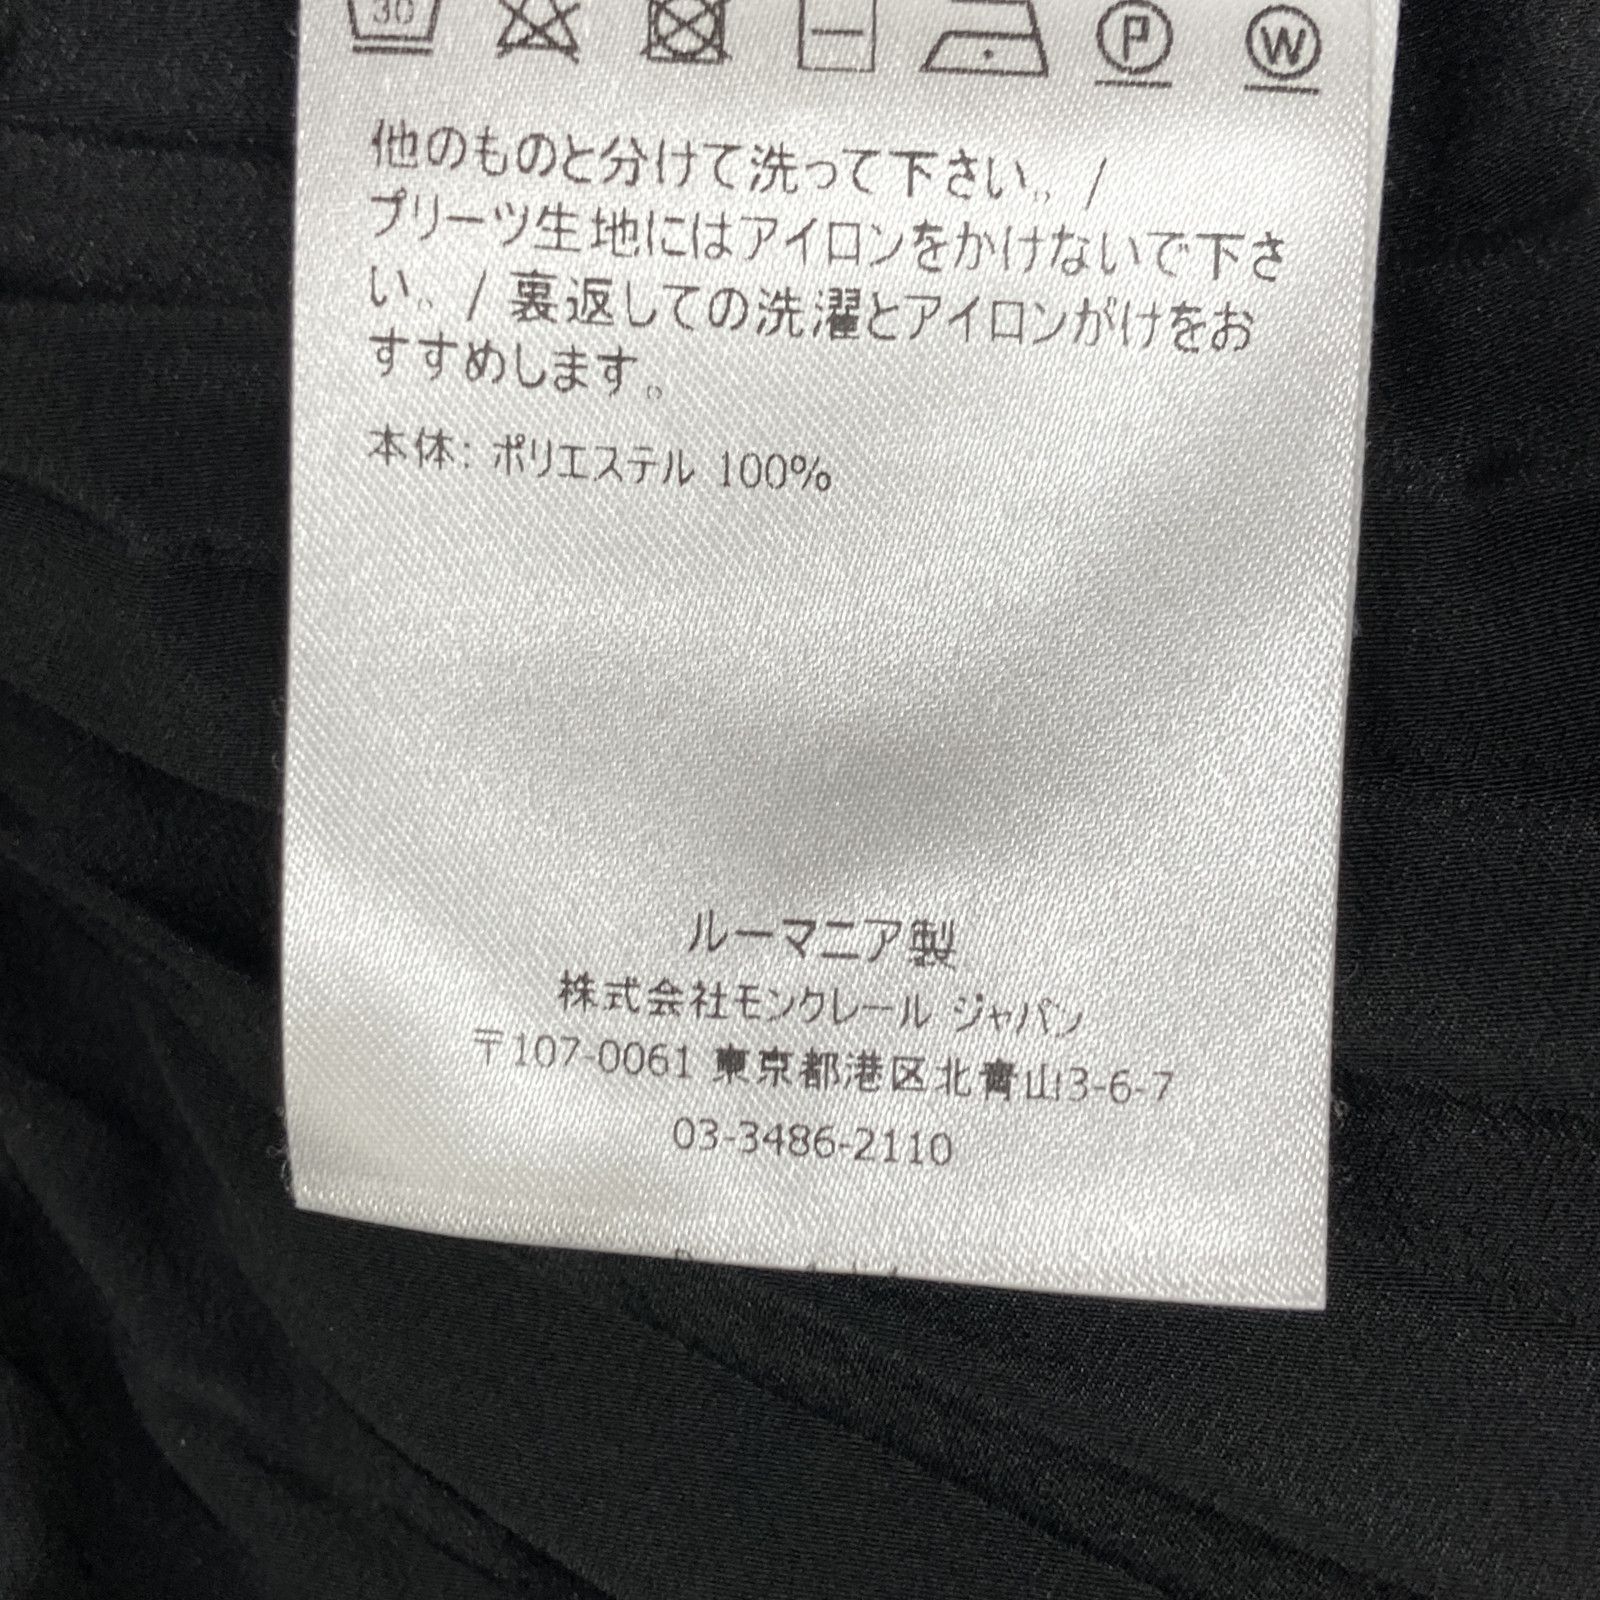 30
P W
他のものと分けて洗って下さい。/
プリーツ生地にはアイロンをかけないで下さ
い。/ 裏返しての洗濯とアイロンがけをお
すすめします。
本体: ポリエステル 100%
ルーマニア製
株式会社モンクレール ジャパン
〒107-0061 東京都港区北青山3-6-7
03-3486-2110